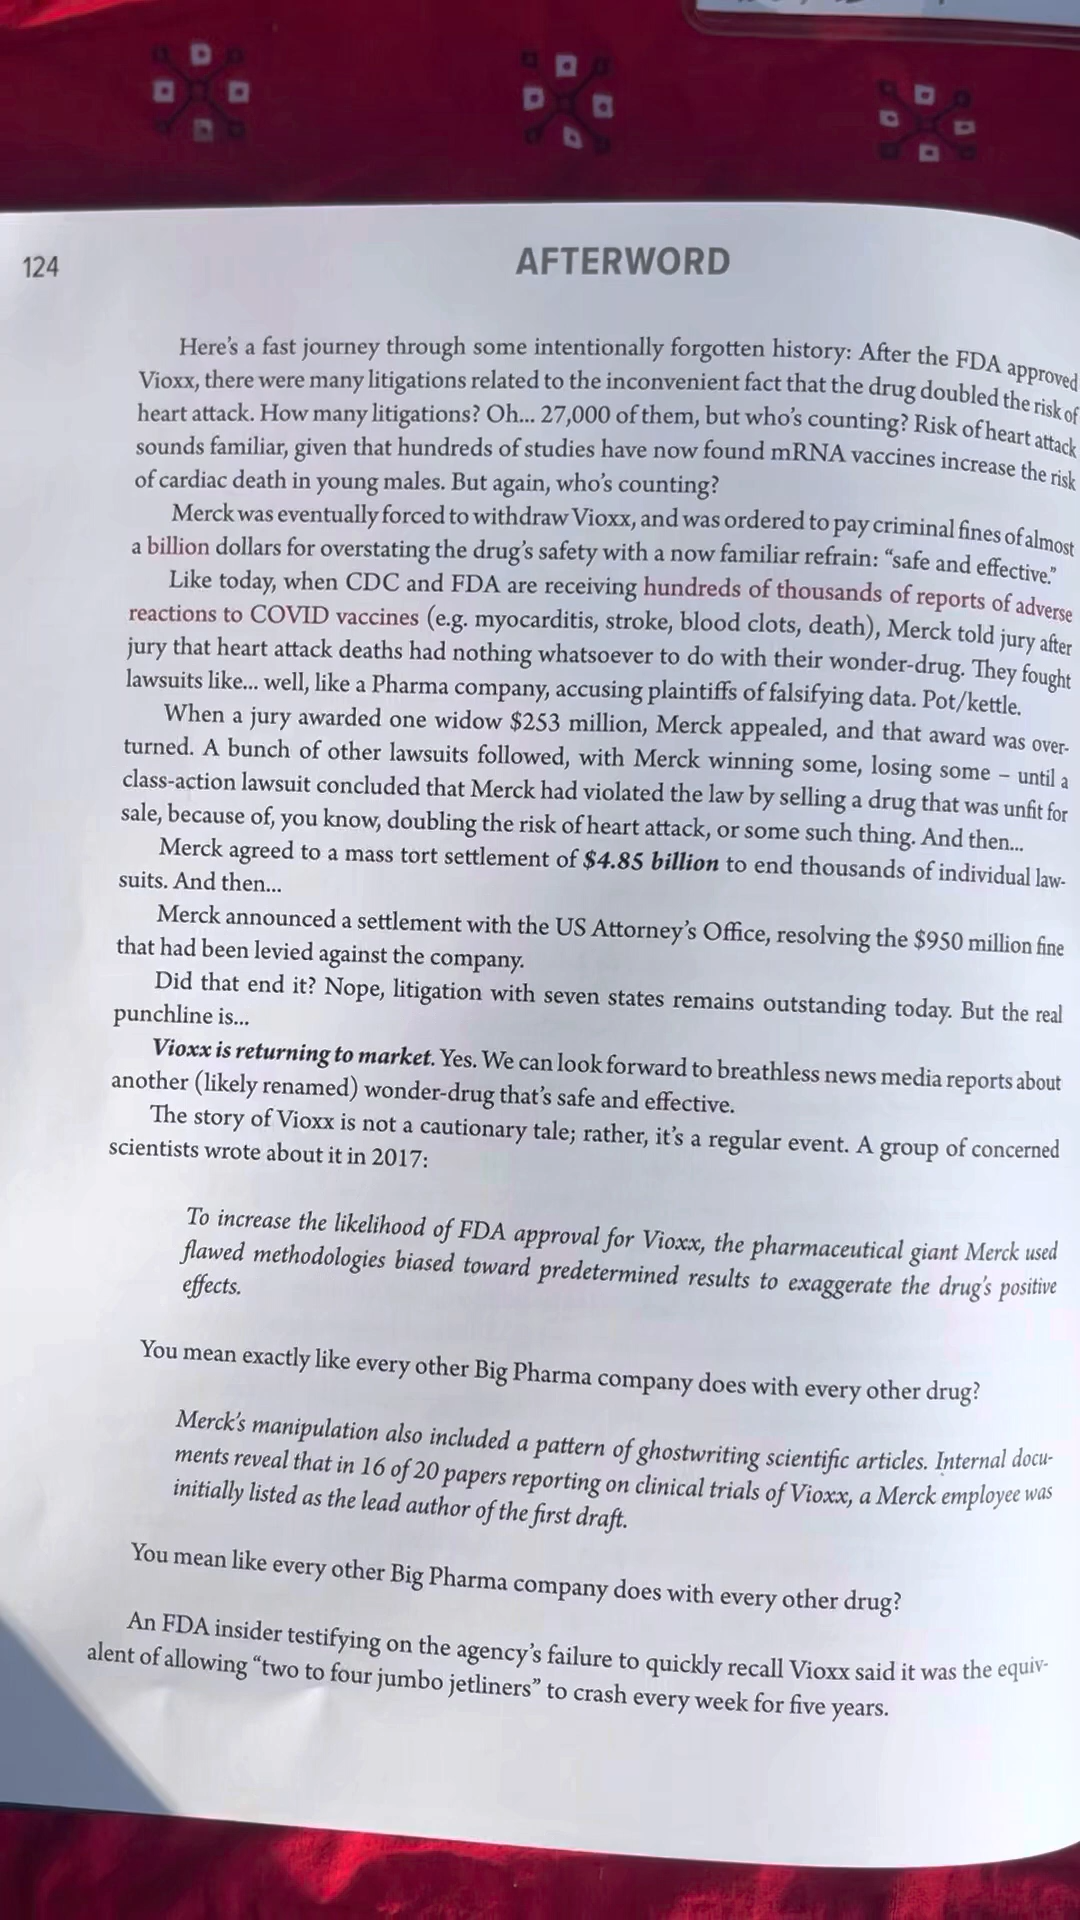 124
AFTERWORD
Here's a fast journey through some intentionally forgotten history: After the FDA approved
Vioxx, there were many litigations related to the inconvenient fact that the drug doubled the risk of
heart attack. How many litigations? Oh... 27,000 of them, but who's counting? Risk of heart attack
sounds familiar, given that hundreds of studies have now found mRNA vaccines increase the risk
of cardiac death in young males. But again, who's counting?
Merck was eventually forced to withdraw Vioxx, and was ordered to pay criminal fines of almost
a billion dollars for overstating the drug's safety with a now familiar refrain: “safe and effective.”
Like today, when CDC and FDA are receiving hundreds of thousands of reports of adverse
reactions to COVID vaccines (e.g. myocarditis, stroke, blood clots, death), Merck told jury after
jury that heart attack deaths had nothing whatsoever to do with their wonder-drug. They fought
lawsuits like... well, like a Pharma company, accusing plaintiffs of falsifying data. Pot/kettle.
When a jury awarded one widow $253 million, Merck appealed, and that award was over-
turned. A bunch of other lawsuits followed, with Merck winning some, losing some – until a
class-action lawsuit concluded that Merck had violated the law by selling a drug that was unfit for
sale, because of, you know, doubling the risk of heart attack, or some such thing. And then...
Merck agreed to a mass tort settlement of $4.85 billion to end thousands of individual law-
suits. And then...
Merck announced a settlement with the US Attorney's Office, resolving the $950 million fine
that had been levied against the company.
Did that end it? Nope, litigation with seven states remains outstanding today. But the real
punchline is...
Vioxx is returning to market. Yes. We can look forward to breathless news media reports about
another (likely renamed) wonder-drug that's safe and effective.
The story of Vioxx is not a cautionary tale; rather, it's a regular event. A group of concerned
scientists wrote about it in 2017:
To increase the likelihood of FDA approval for Vioxx, the pharmaceutical giant Merck used
flawed methodologies biased toward predetermined results to exaggerate the drug's positive
effects.
You mean exactly like every other Big Pharma company does with every other drug?
Merck's manipulation also included a pattern of ghostwriting scientific articles. Internal docu-
ments reveal that in 16 of 20 papers reporting on clinical trials of Vioxx, a Merck employee was
initially listed as the lead author of the first draft.
You mean like every other Big Pharma company does with every other drug?
An FDA insider testifying on the agency's failure to quickly recall Vioxx said it was the equiv-
alent of allowing “two to four jumbo jetliners” to crash every week for five years.